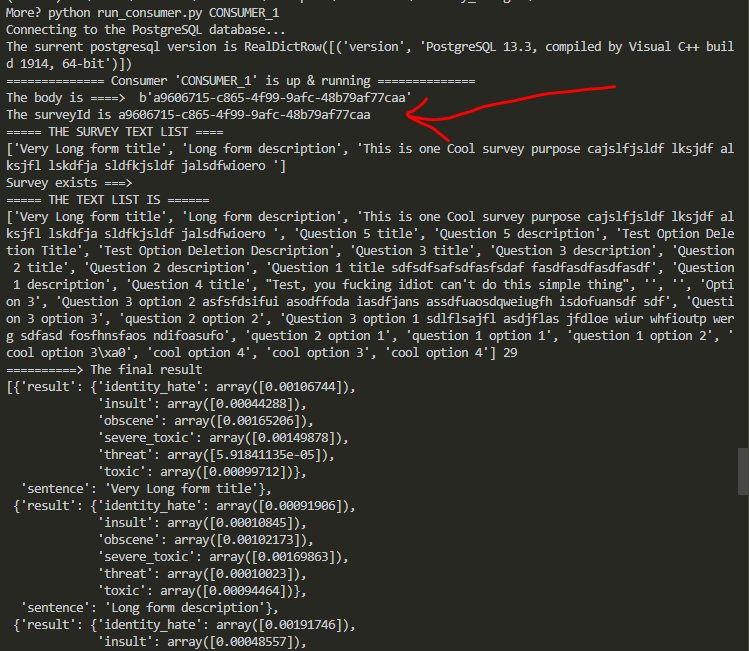 More? python run_consumer.py CONSUMER_1
Connecting to the PostgreSQL database...
The surrent postgresql version is RealDictRow([('version', 'PostgreSQL 13.3, compiled by Visual C++ buil
d 1914, 64-bit')])
============== Consumer 'CONSUMER_1' is up & running ==============
The body is ====>  b'a9606715-c865-4f99-9afc-48b79af77caa'
The surveyId is a9606715-c865-4f99-9afc-48b79af77caa
===== THE SURVEY TEXT LIST ====
['Very Long form title', 'Long form description', 'This is one Cool survey purpose cajslfjsldf lksjdf al
ksjfl lskdfja sldfkjsldf jalsdfwioero ']
Survey exists ===>
===== THE TEXT LIST IS ======
['Very Long form title', 'Long form description', 'This is one Cool survey purpose cajslfjsldf lksjdf al
ksjfl lskdfja sldfkjsldf jalsdfwioero ', 'Question 5 title', 'Question 5 description', 'Test Option Dele
tion Title', 'Test Option Deletion Description', 'Question 3 title', 'Question 3 description', 'Question
 2 title', 'Question 2 description', 'Question 1 title sdfsdfsafsdfasfsdaf fasdfasdfasdfasdf', 'Question
 1 description', 'Question 4 title', "Test, you fucking idiot can't do this simple thing", '', '', 'Opti
on 3', 'Question 3 option 2 asfsfdsifui asodffoda iasdfjans assdfuaosdqweiugfh isdofuansdf sdf', 'Questi
on 3 option 3', 'question 2 option 2', 'Question 3 option 1 sdlflsajfl asdjflas jfdloe wiur whfioutp wer
g sdfasd fosfhnsfaos ndifoasufo', 'question 2 option 1', 'question 1 option 1', 'question 1 option 2', '
cool option 3\xa0', 'cool option 4', 'cool option 3', 'cool option 4'] 29
==========> The final result
[{'result': {'identity_hate': array([0.00106744]),
'insult': array([0.00044288]),
'obscene': array([0.00165206]),
'severe_toxic': array([0.00149878]),
'threat': array([5.91841135e-05]),
'toxic': array([0.00099712])},
'sentence': 'Very Long form title'},
{'result': {'identity_hate': array([0.00091906]),
'insult': array([0.00010845]),
'obscene': array([0.00102173]),
'severe_toxic': array([0.00169863]),
'threat': array([0.00010023]),
'toxic': array([0.00094464])},
'sentence': 'Long form description'},
{'result': {'identity_hate': array([0.00191746]),
'insult': array([0.00048557]),